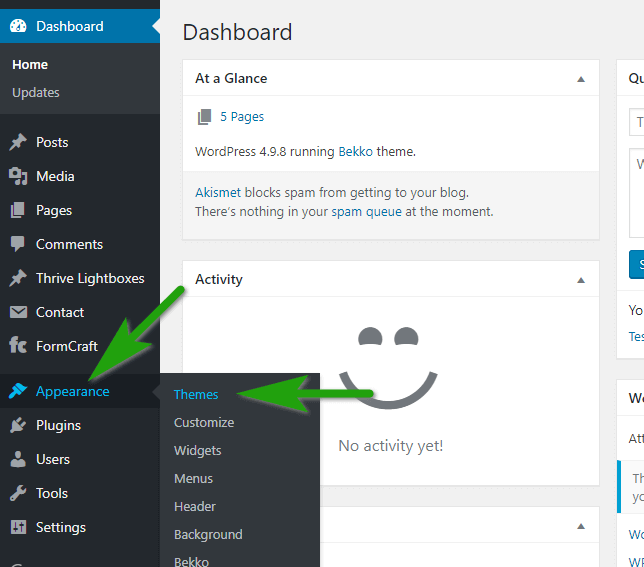 Dashboard
Home
Updates
Posts
Media
Pages
Comments
Thrive Lightboxes
Contact
FormCraft
Appearance
Plugins
Users
Tools
Settings
Themes
Customize
Widgets
Menus
Header
Background
Bekko
Dashboard
At a Glance
5 Pages
WordPress 4.9.8 running Bekko theme.
Akismet blocks spam from getting to your blog.
There's nothing in your spam queue at the moment.
Activity
No activity yet!